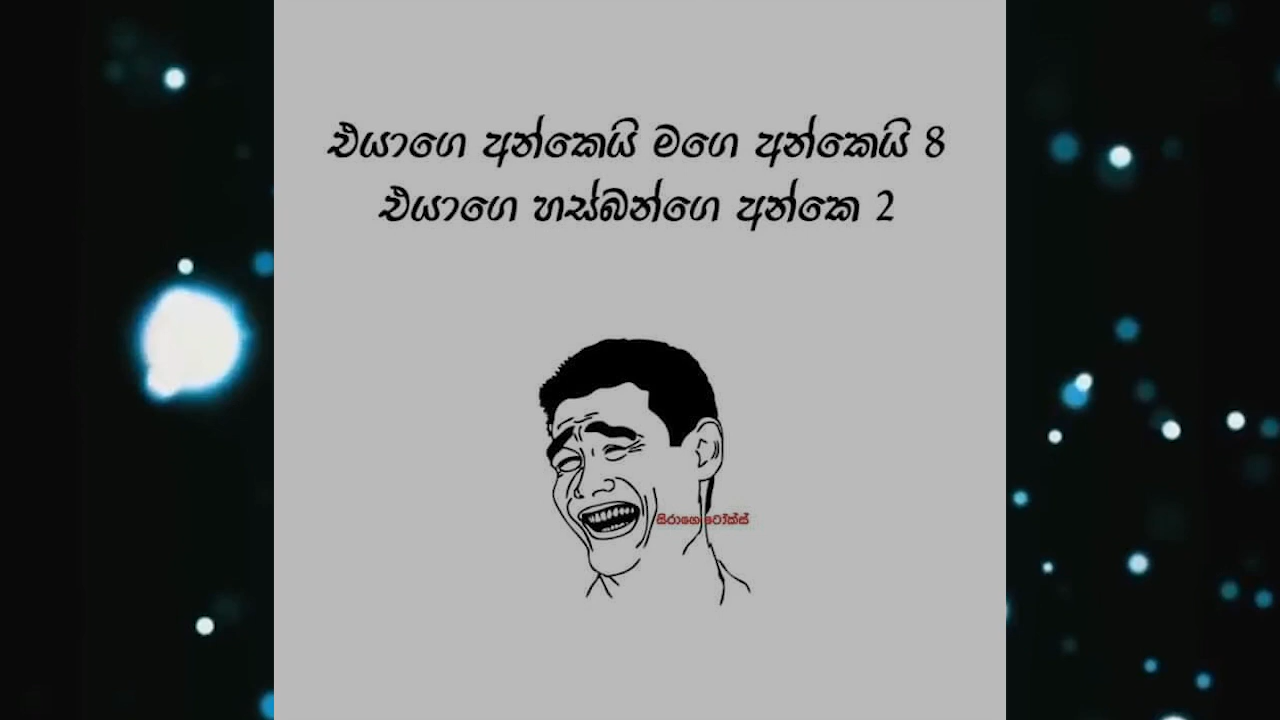 එයාගෙ අන්කෙයි මගෙ අන්කෙයි 8
එයාගෙ හස්බන්ගෙ අන්කෙ 2
සිරාගෙ ටෝක්ස්